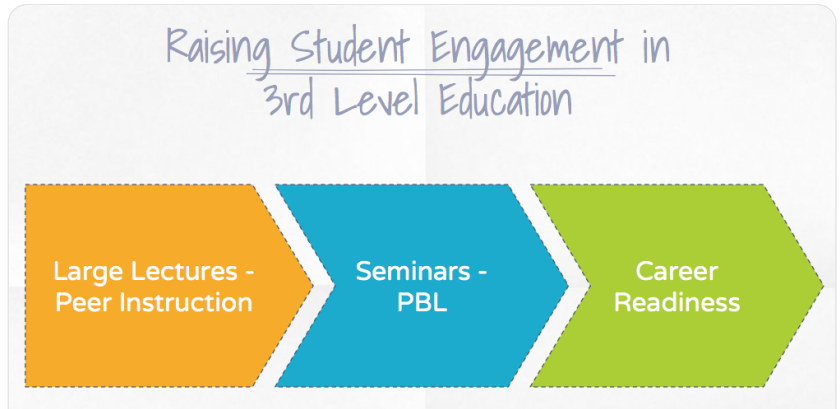 Raising Student Engagement in
3rd Level Education
Large Lectures -
Peer Instruction
Seminars -
PBL
Career
Readiness